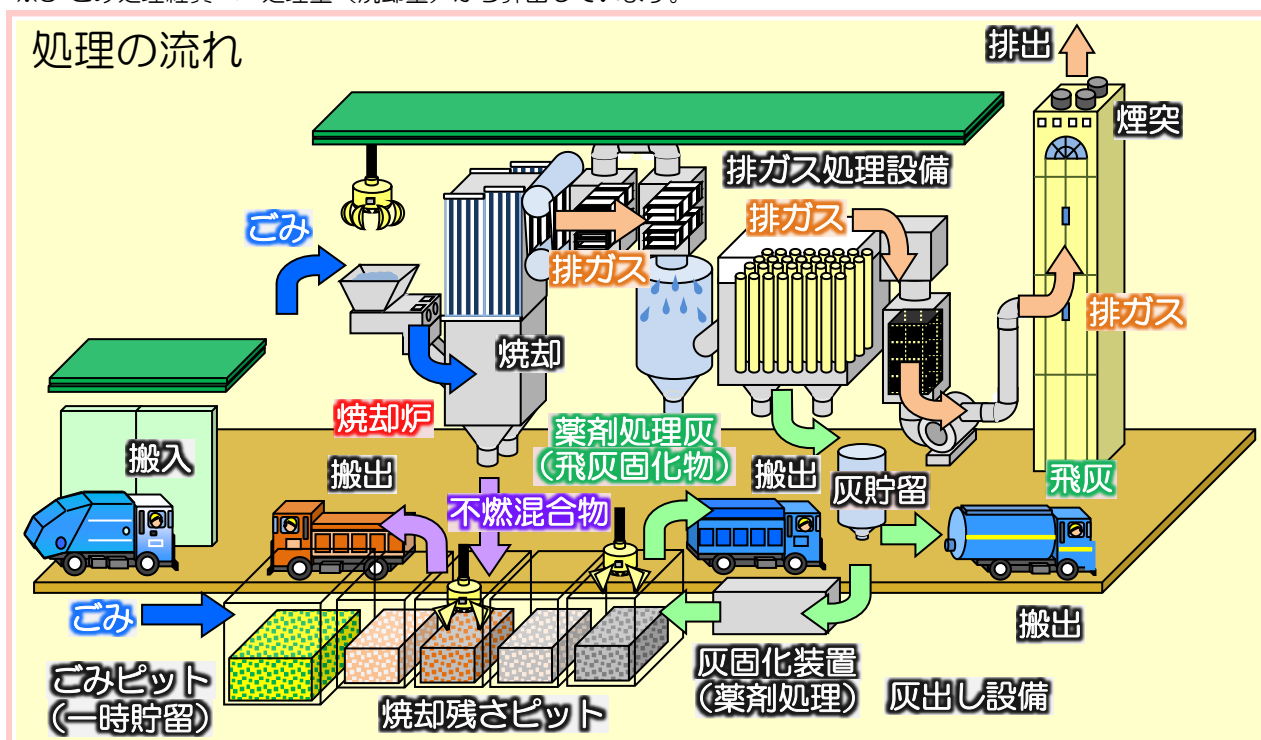 処理の流れ
排出
煙突
排ガス処理設備
ごみ
排ガス
排ガス
排ガス
焼却
焼却炉
薬剤処理灰
(飛灰固化物)
搬入
搬出
搬出
灰貯留
飛灰
不燃混合物
ごみ
搬出
ごみピット
(一時貯留)
焼却残さピット
灰固化装置
(薬剤処理)
灰出し設備